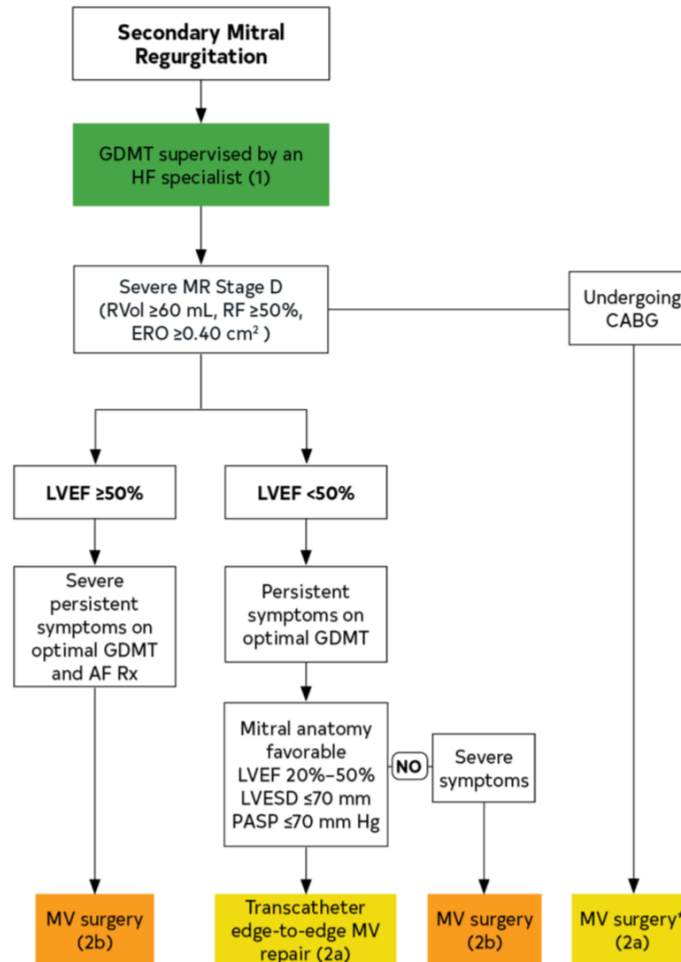 Secondary Mitral
Regurgitation
GDMT supervised by an
HF specialist (1)
Severe MR Stage D
(RVol ≥60 mL, RF ≥50%,
ERO ≥0.40 cm² )
Undergoing
CABG
LVEF ≥50%
LVEF <50%
Severe
persistent
symptoms on
optimal GDMT
and AF Rx
Persistent
symptoms on
optimal GDMT
Mitral anatomy
favorable
LVEF 20%–50%
LVESD ≤70 mm
PASP ≤70 mm Hg
NO
Severe
symptoms
MV surgery
(2b)
Transcatheter
edge-to-edge MV
repair (2a)
MV surgery
(2b)
MV surgery*
(2a)